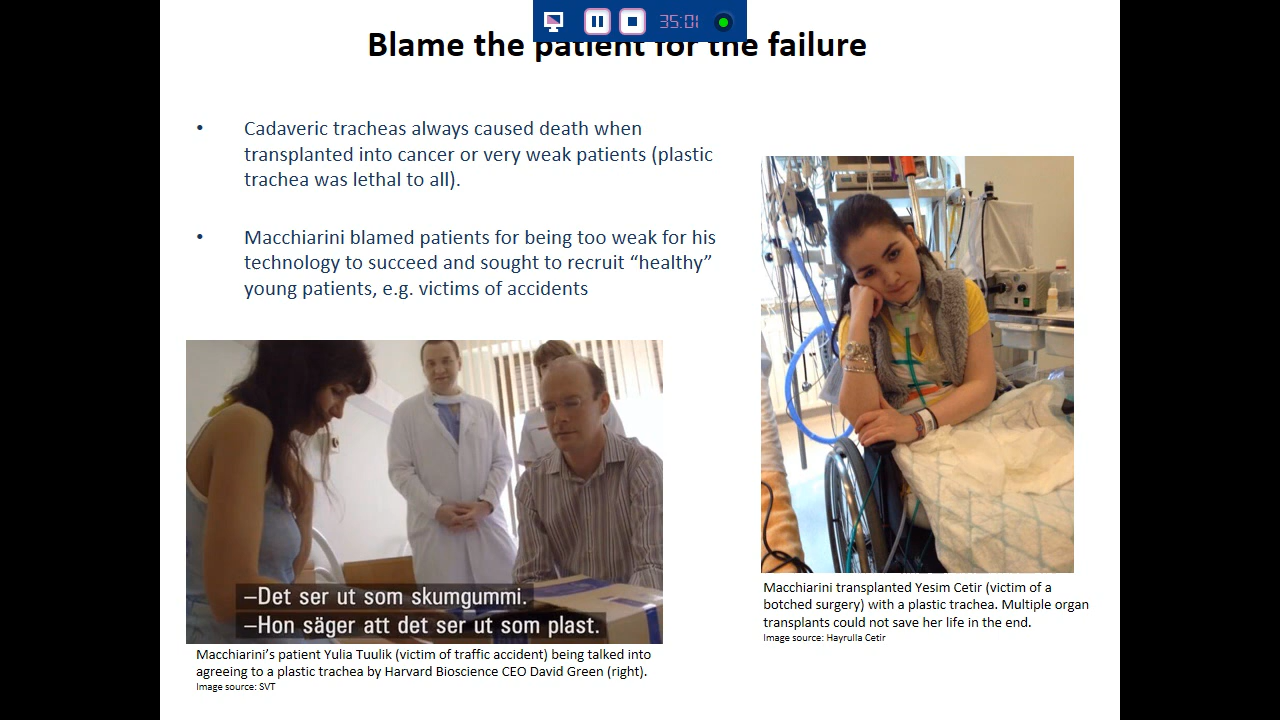 35:01
Blame the patient for the failure
• Cadaveric tracheas always caused death when
transplanted into cancer or very weak patients (plastic
trachea was lethal to all).
• Macchiarini blamed patients for being too weak for his
technology to succeed and sought to recruit “healthy”
young patients, e.g. victims of accidents
–Det ser ut som skumgummi.
–Hon säger att det ser ut som plast.
Macchiarini’s patient Yulia Tuulik (victim of traffic accident) being talked into
agreeing to a plastic trachea by Harvard Bioscience CEO David Green (right).
Image source: SVT
Macchiarini transplanted Yesim Cetir (victim of a
botched surgery) with a plastic trachea. Multiple organ
transplants could not save her life in the end.
Image source: Hayrulla Cetir